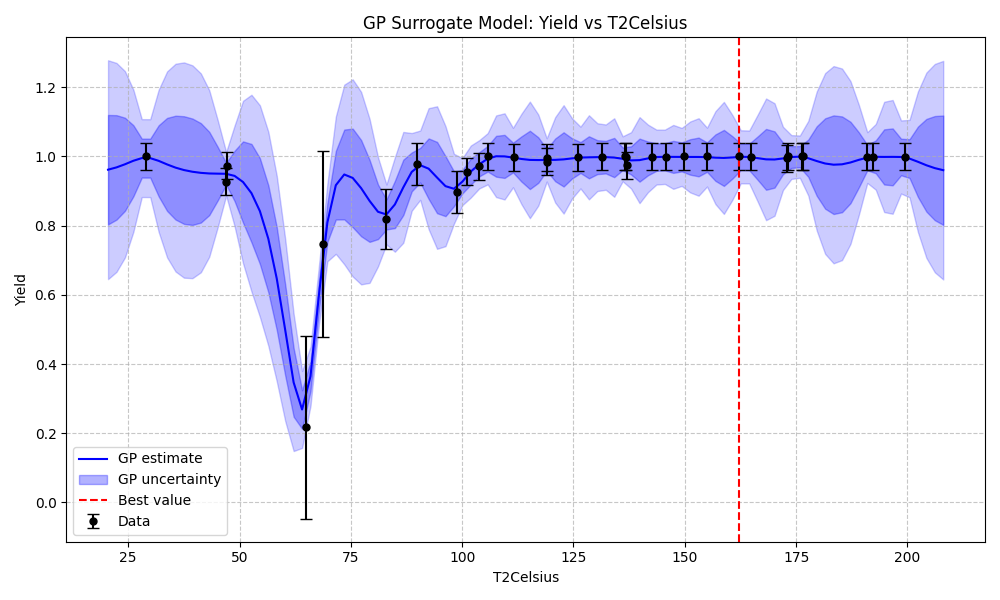 GP Surrogate Model: Yield vs T2Celsius
Yield
1.2
1.0
0.8
0.6
0.4
0.2
0.0
GP estimate
GP uncertainty
Best value
Data
25 50 75 100 125 150 175 200
T2Celsius